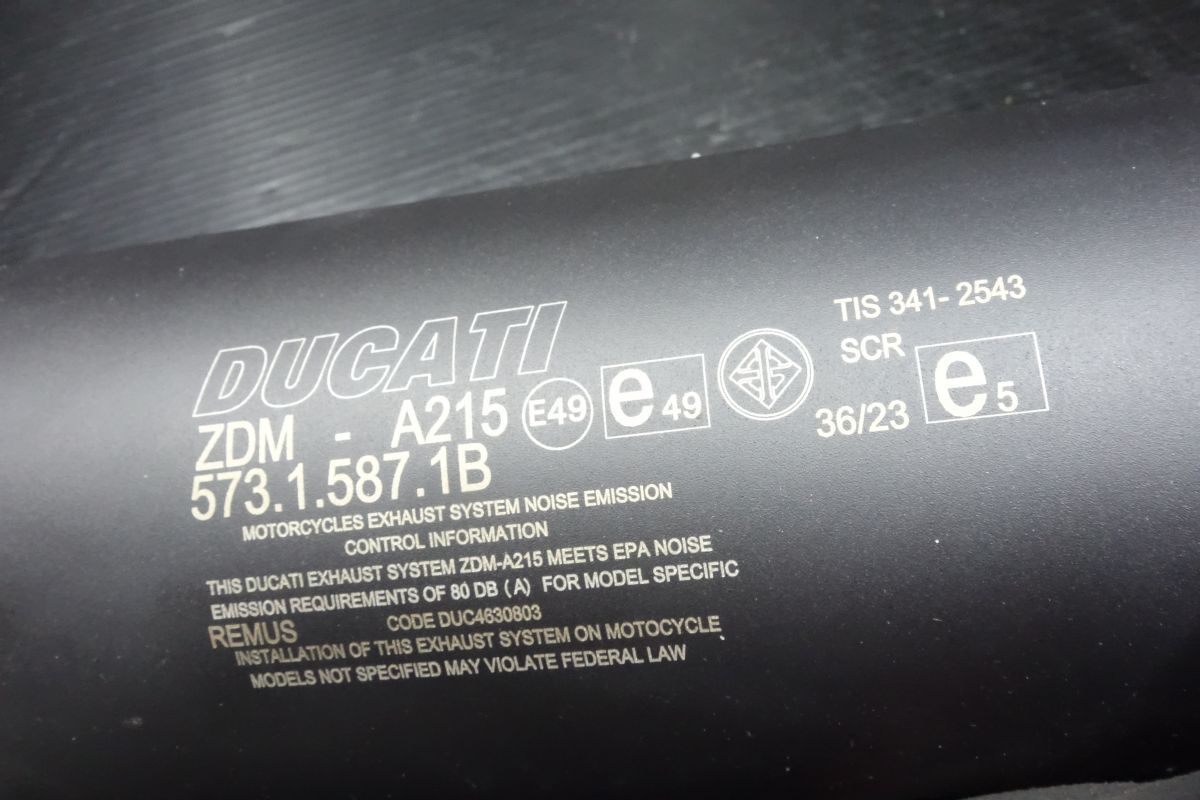 DUCATI
ZDM - A215 E49 e 49
573.1.587.1B
TIS 341- 2543
SCR
36/23 e 5
MOTORCYCLES EXHAUST SYSTEM NOISE EMISSION
CONTROL INFORMATION
THIS DUCATI EXHAUST SYSTEM ZDM-A215 MEETS EPA NOISE
EMISSION REQUIREMENTS OF 80 DB (A) FOR MODEL SPECIFIC
REMUS CODE DUC4630803
INSTALLATION OF THIS EXHAUST SYSTEM ON MOTOCYCLE
MODELS NOT SPECIFIED MAY VIOLATE FEDERAL LAW